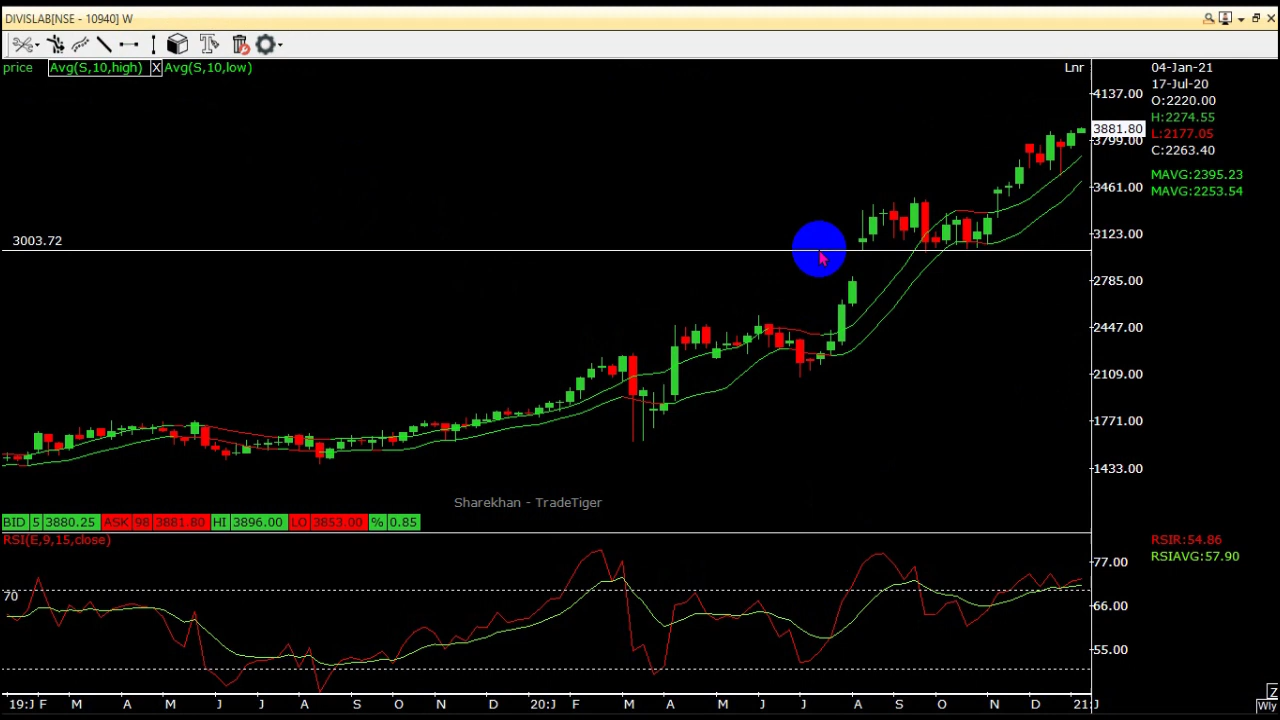 DIVISLAB[NSE - 10940] W
price Avg(S,10,high) X Avg(S,10,low)
Lnr
04-Jan-21
17-Jul-20
O:2220.00
H:2274.55
L:2177.05
C:2263.40
MAVG:2395.23
MAVG:2253.54
4137.00
3881.80
3799.00
3461.00
3123.00
2785.00
2447.00
2109.00
1771.00
1433.00
3003.72
Sharekhan - TradeTiger
BID 5 3880.25 ASK 98 3881.80 HI 3896.00 LO 3853.00 % 0.85
RSI(E,9,15,close)
RSIR:54.86
RSIAVG:57.90
77.00
70
66.00
55.00
19:J F M A M J J A S O N D 20:J F M A M J J A S O N D 21:J
Z
Wly